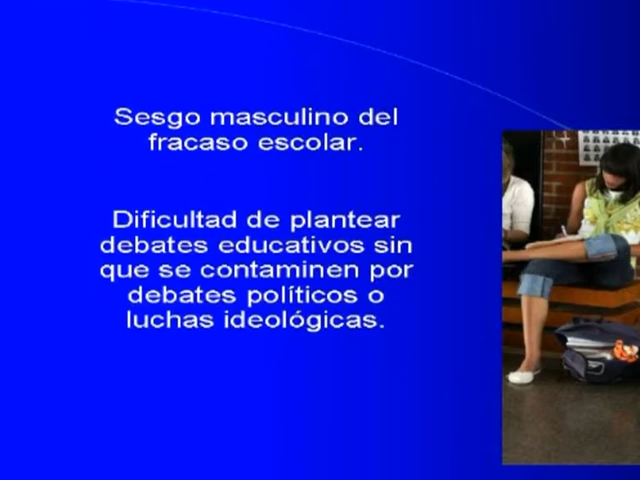 Sesgo masculino del
fracaso escolar.
Dificultad de plantear
debates educativos sin
que se contaminen por
debates políticos o
luchas ideológicas.